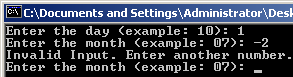 C:\Documents and Settings\Administrator\Des
Enter the day (example: 10): 1
Enter the month (example: 07): -2
Invalid Input. Enter another number.
Enter the month (example: 07): _